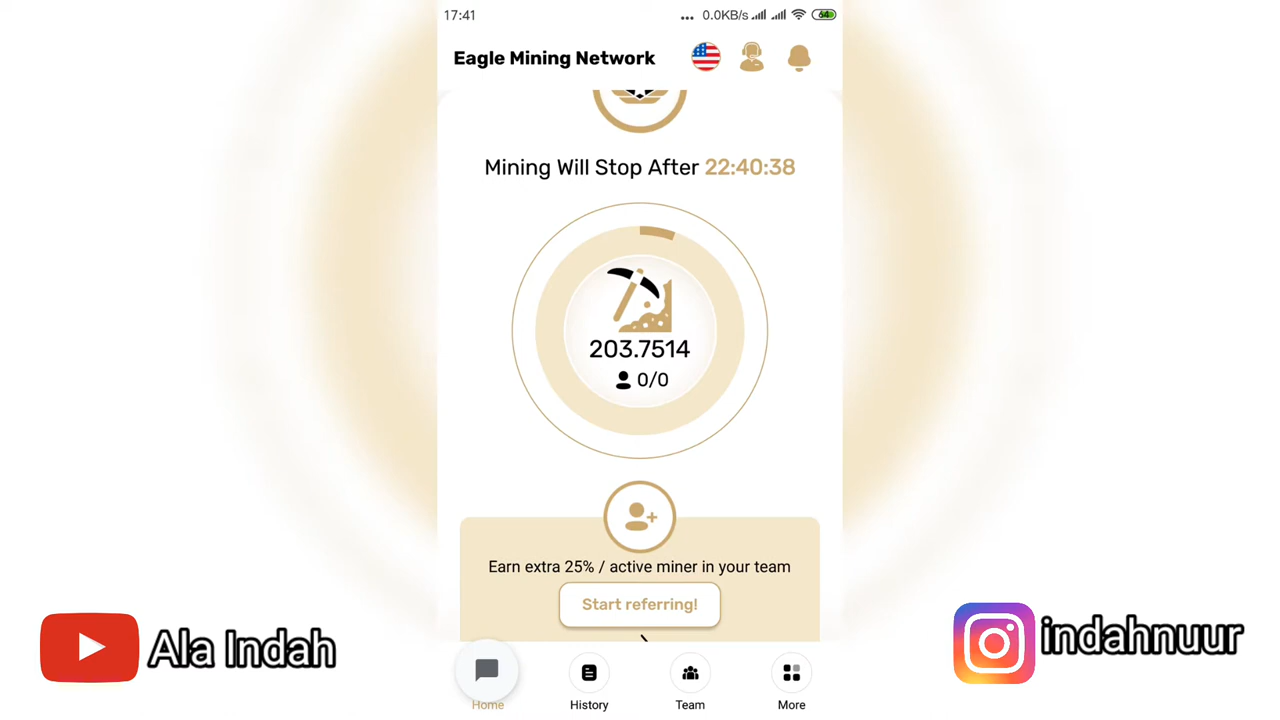 17:41
... 0.0KB/s 64
Eagle Mining Network
Mining Will Stop After 22:40:38
203.7514
0/0
Earn extra 25% / active miner in your team
Start referring!
Home History Team More
Ala Indah
indahnuur